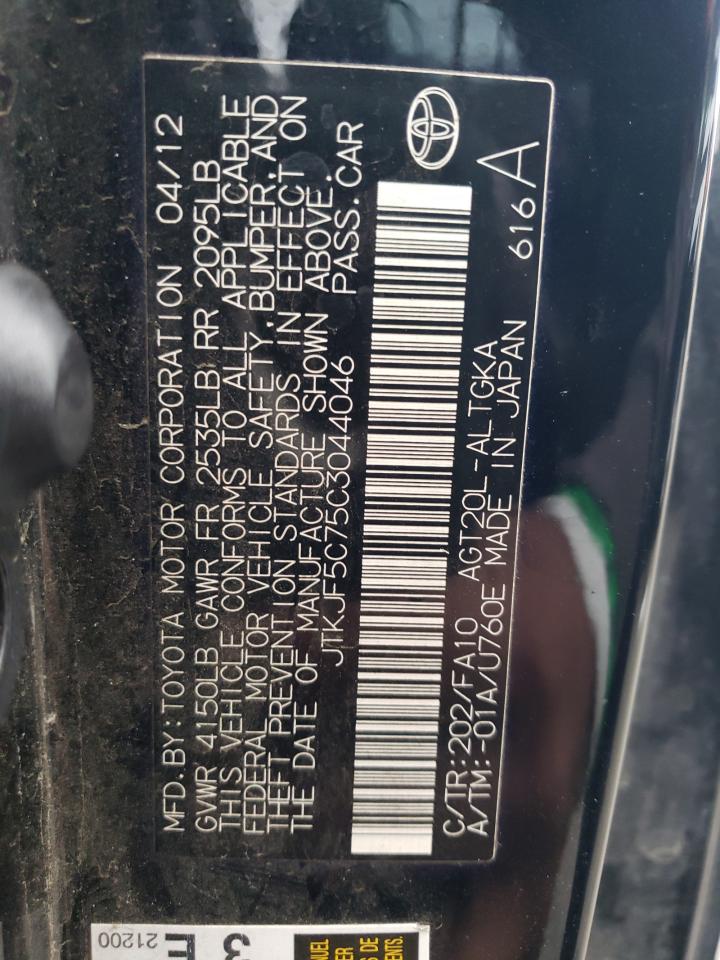 MFD.BY:TOYOTA MOTOR CORPORATION 04/12
GVWR 4150LB GAWR FR 2535LB RR 2095LB
THIS VEHICLE CONFORMS TO ALL APPLICABLE
FEDERAL MOTOR VEHICLE SAFETY,BUMPER,AND
THEFT PREVENTION STANDARDS IN EFFECT ON
THE DATE OF MANUFACTURE SHOWN ABOVE.
JTKJF5C75C3044046 PASS.CAR
C/TR:202/FA10 AGT20L-ALTGKA
A/TM:-01A/U760E MADE IN JAPAN 616 A
21200